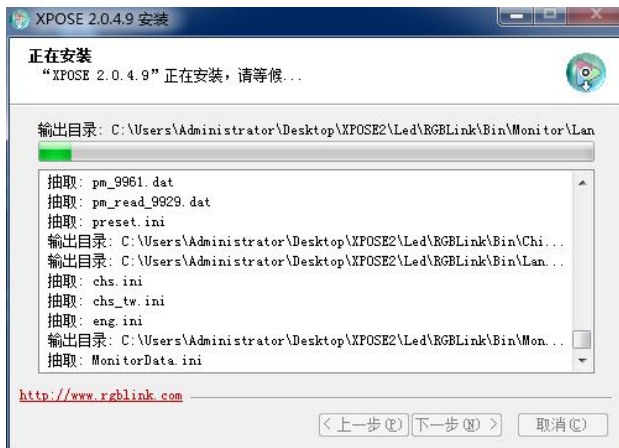 XPOSE 2.0.4.9 安装
正在安装
“XPOSE 2.0.4.9”正在安装，请等候...
输出目录: C:\Users\Administrator\Desktop\XPOSE2\Led\RGBLink\Bin\Monitor\Lan
抽取: pm_9961.dat
抽取: pm_read_9929.dat
抽取: preset.ini
输出目录: C:\Users\Administrator\Desktop\XPOSE2\Led\RGBLink\Bin\Chi...
输出目录: C:\Users\Administrator\Desktop\XPOSE2\Led\RGBLink\Bin\Lan...
抽取: chs.ini
抽取: chs_tw.ini
抽取: eng.ini
输出目录: C:\Users\Administrator\Desktop\XPOSE2\Led\RGBLink\Bin\Mon...
抽取: MonitorData.ini
http://www.rgblink.com
< 上一步(P) 下一步(N) > 取消(C)